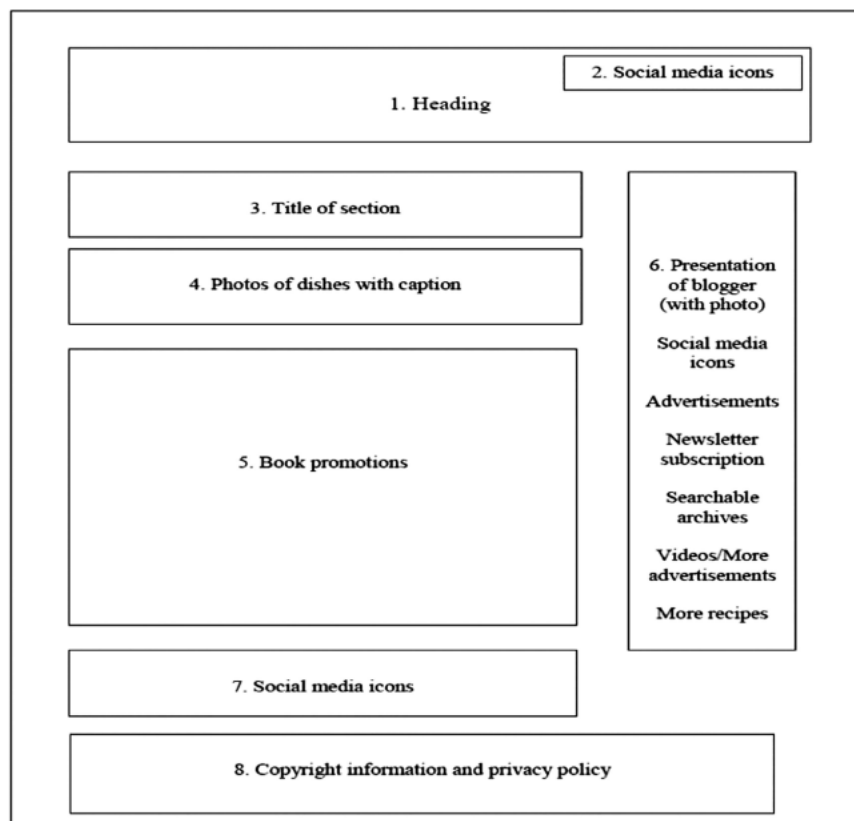 2. Social media icons
1. Heading
3. Title of section
4. Photos of dishes with caption
5. Book promotions
6. Presentation
of blogger
(with photo)
Social media
icons
Advertisements
Newsletter
subscription
Searchable
archives
Videos/More
advertisements
More recipes
7. Social media icons
8. Copyright information and privacy policy